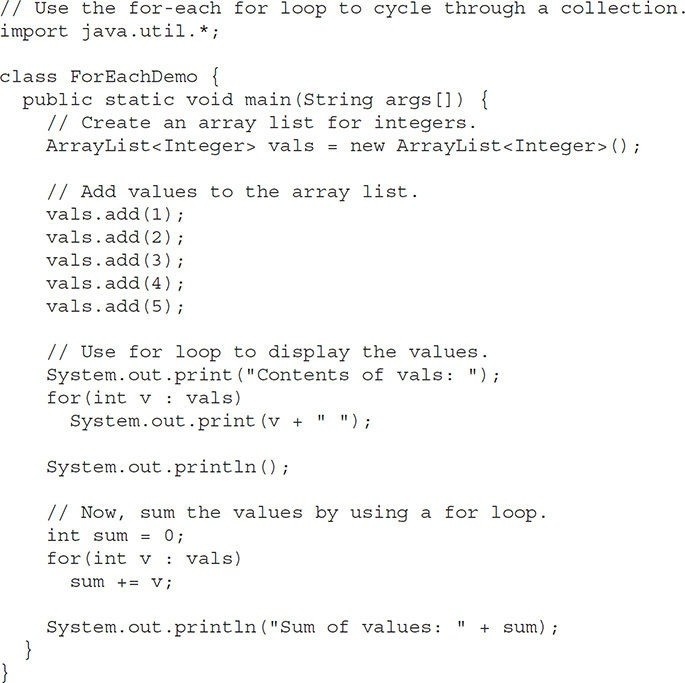 // Use the for-each for loop to cycle through a collection.
import java.util.*;

class ForEachDemo {
  public static void main(String args[]) {
    // Create an array list for integers.
    ArrayList<Integer> vals = new ArrayList<Integer>();

    // Add values to the array list.
    vals.add(1);
    vals.add(2);
    vals.add(3);
    vals.add(4);
    vals.add(5);

    // Use for loop to display the values.
    System.out.print("Contents of vals: ");
    for(int v : vals)
      System.out.print(v + " ");

    System.out.println();

    // Now, sum the values by using a for loop.
    int sum = 0;
    for(int v : vals)
      sum += v;

    System.out.println("Sum of values: " + sum);
  }
}